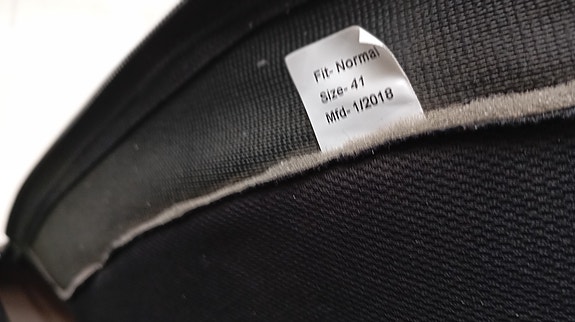 Fit- Normal
Size- 41
Mfd- 1/2018